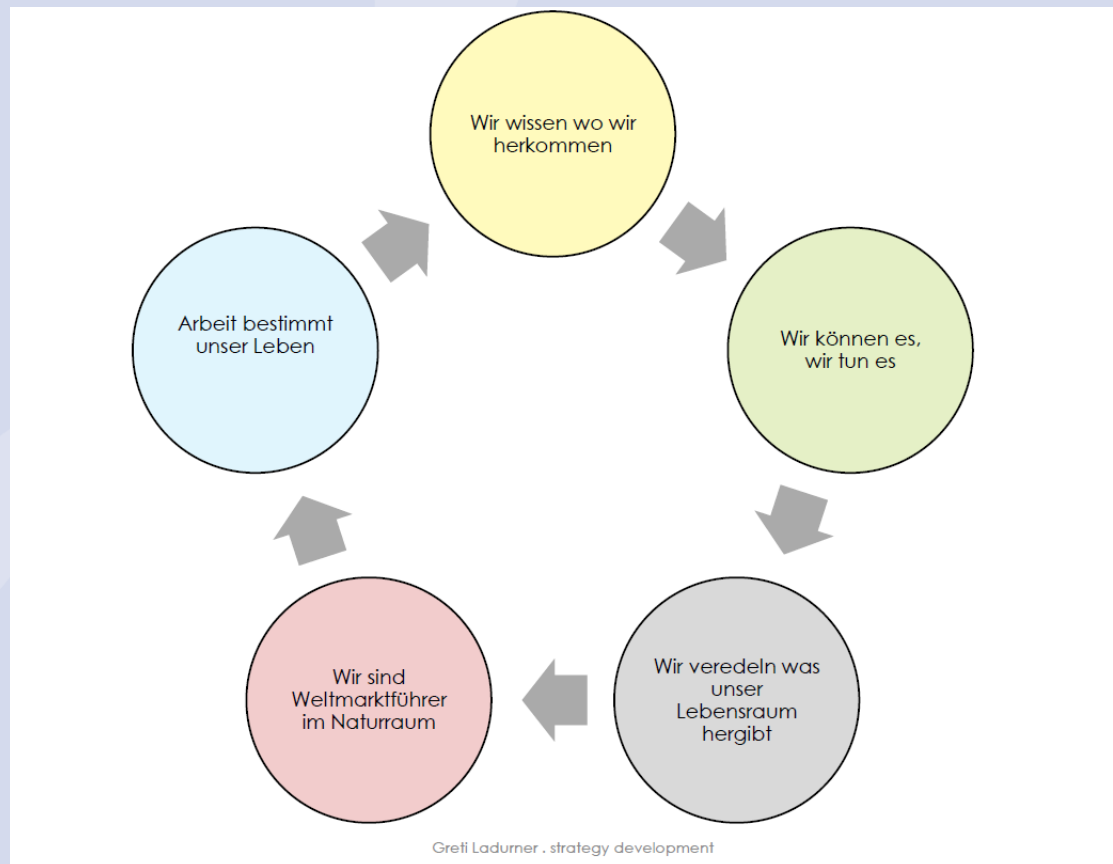 Wir wissen wo wir
herkommen
Wir können es,
wir tun es
Wir veredeln was
unser
Lebensraum
hergibt
Wir sind
Weltmarktführer
im Naturraum
Arbeit bestimmt
unser Leben
Greti Ladurner . strategy development